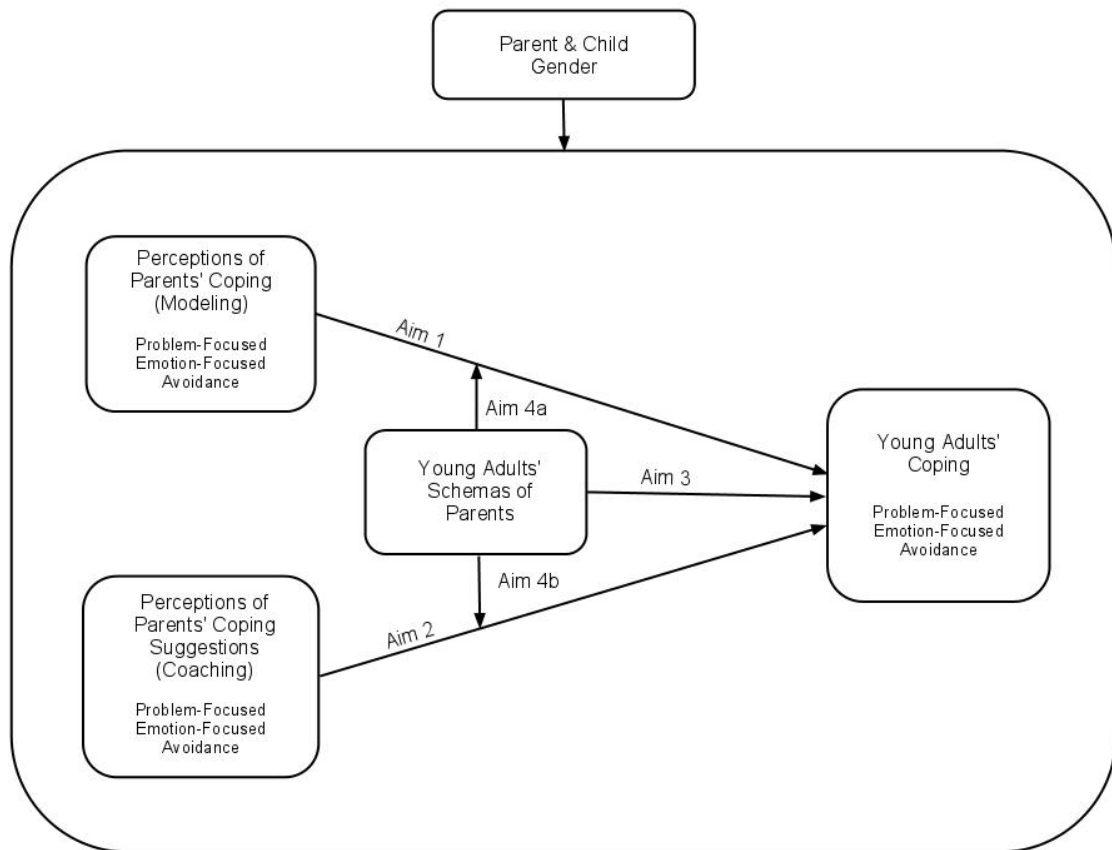 Parent & Child
Gender
Perceptions of
Parents' Coping
(Modeling)
Problem-Focused
Emotion-Focused
Avoidance
Aim 1
Aim 4a
Young Adults'
Schemas of
Parents
Aim 3
Young Adults'
Coping
Problem-Focused
Emotion-Focused
Avoidance
Aim 4b
Perceptions of
Parents' Coping
Suggestions
(Coaching)
Problem-Focused
Emotion-Focused
Avoidance
Aim 2